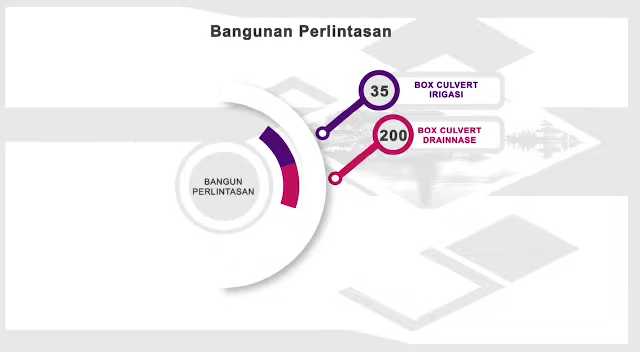 Bangunan Perlintasan
35
BOX CULVERT
IRIGASI
200
BOX CULVERT
DRAINNASE
BANGUN
PERLINTASAN